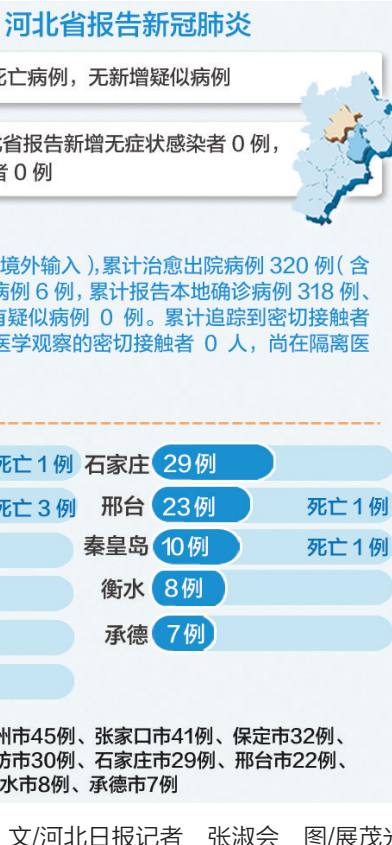 河北省报告新冠肺炎
死亡病例，无新增疑似病例
省报告新增无症状感染者 0 例，
者 0 例
境外输入），累计治愈出院病例 320 例（含
病例 6 例，累计报告本地确诊病例 318 例、
有疑似病例 0 例。累计追踪到密切接触者
医学观察的密切接触者 0 人，尚在隔离医
死亡 1 例 石家庄 29例
死亡 3 例 邢台 23例 死亡 1 例
秦皇岛 10例 死亡 1 例
衡水 8例
承德 7例
州市45例、张家口市41例、保定市32例、
坊市30例、石家庄市29例、邢台市22例、
水市8例、承德市7例
文/河北日报记者 张淑会 图/展茂光